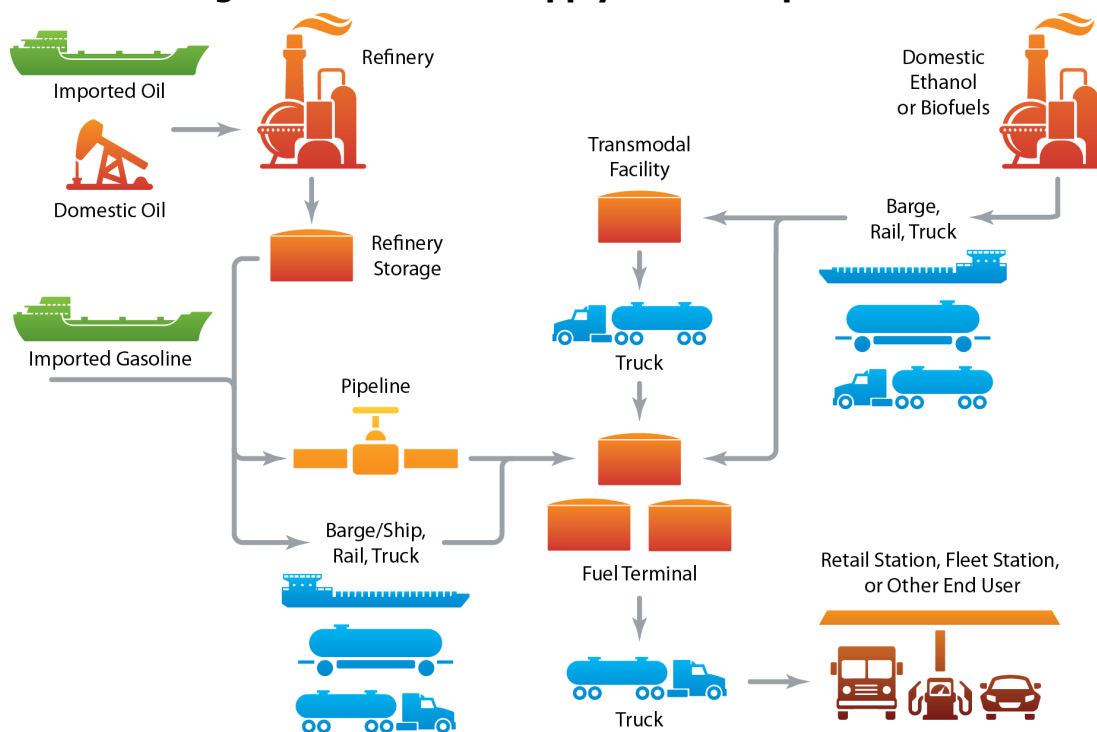 Imported Oil
Domestic Oil
Refinery
Refinery
Storage
Imported Gasoline
Pipeline
Barge/Ship,
Rail, Truck
Transmodal
Facility
Truck
Fuel Terminal
Truck
Domestic
Ethanol
or Biofuels
Barge,
Rail, Truck
Retail Station, Fleet Station,
or Other End User